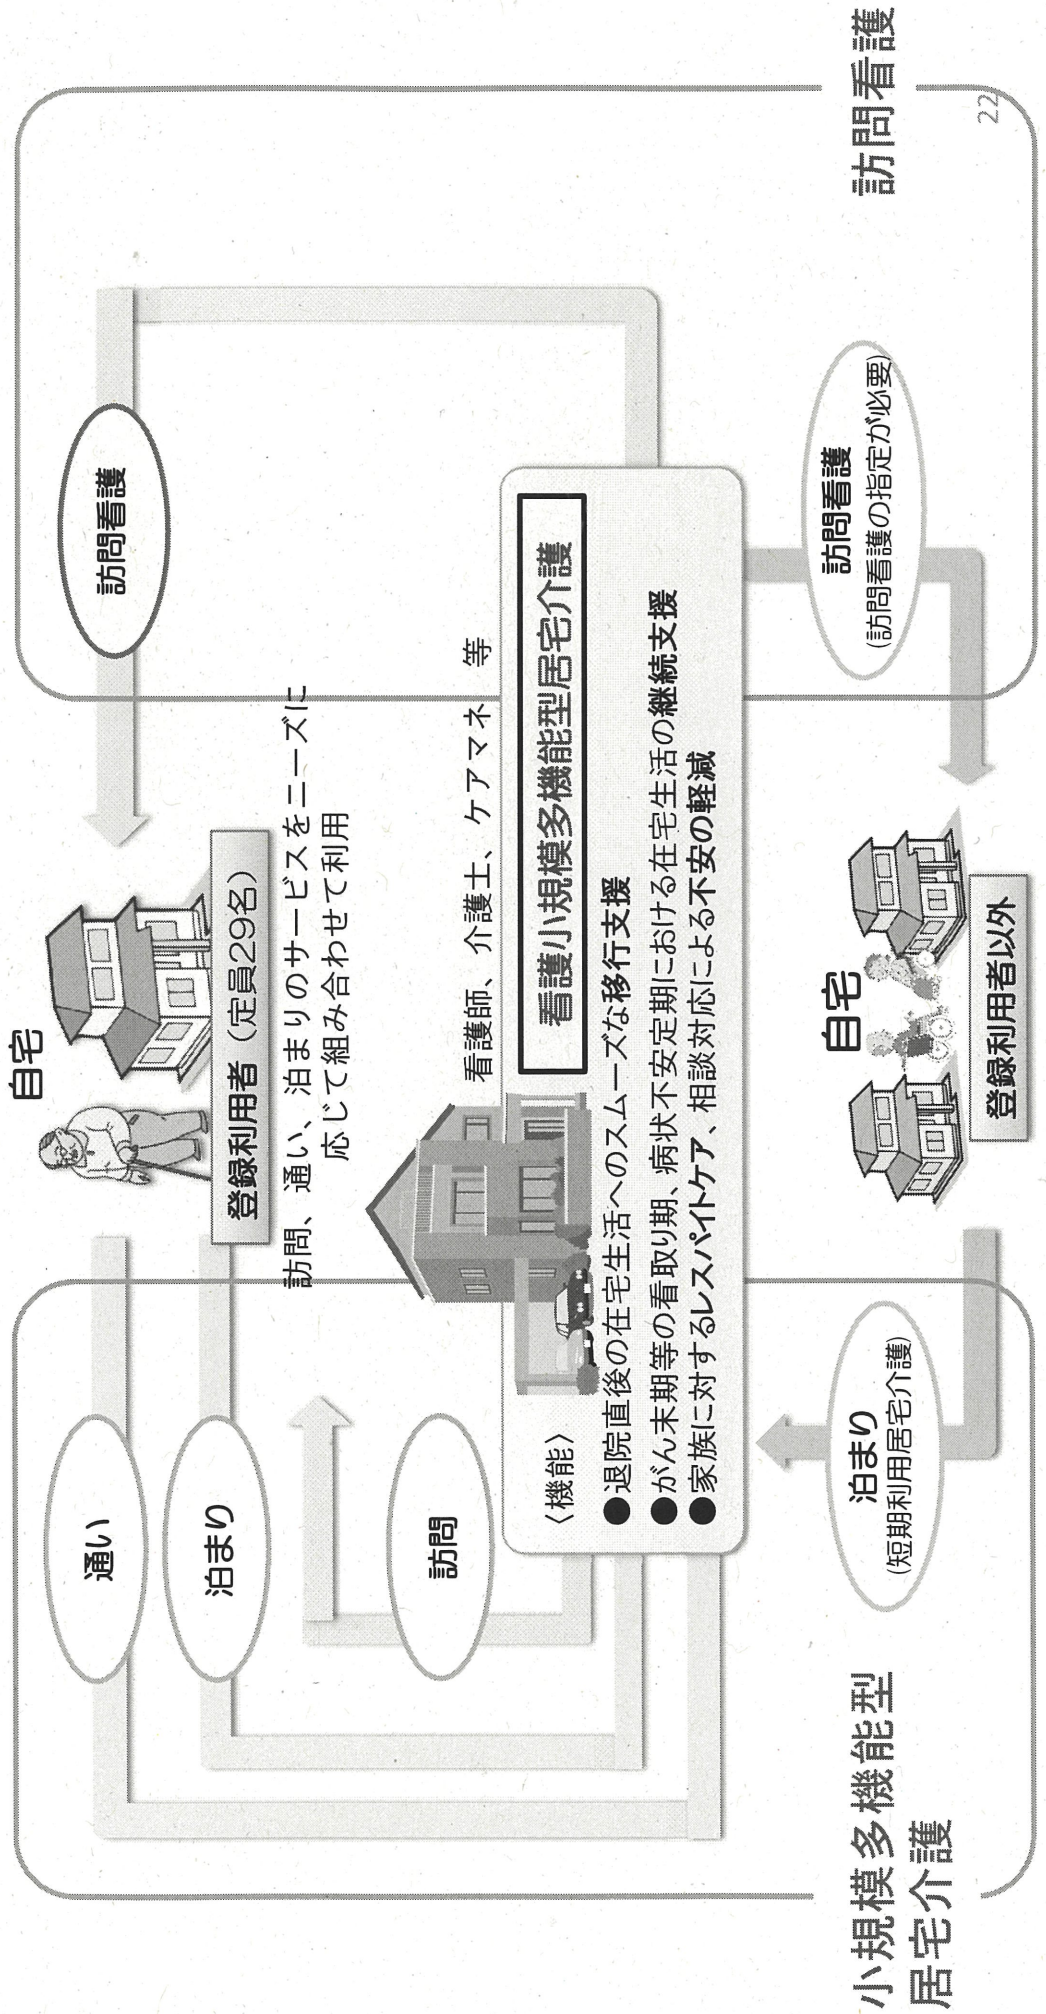 自宅
登録利用者（定員29名）
訪問、通い、泊まりのサービスをニーズに
応じて組み合わせて利用
通い
泊まり
訪問
訪問看護
看護師、介護士、ケアマネ 等
看護小規模多機能型居宅介護
〈機能〉
●退院直後の在宅生活へのスムーズな移行支援
●がん末期等の看取り期、病状不安定期における在宅生活の継続支援
●家族に対するレスパイトケア、相談対応による不安の軽減
泊まり
(短期利用居宅介護)
自宅
登録利用者以外
訪問看護
(訪問看護の指定が必要)
小規模多機能型
居宅介護
訪問看護
22